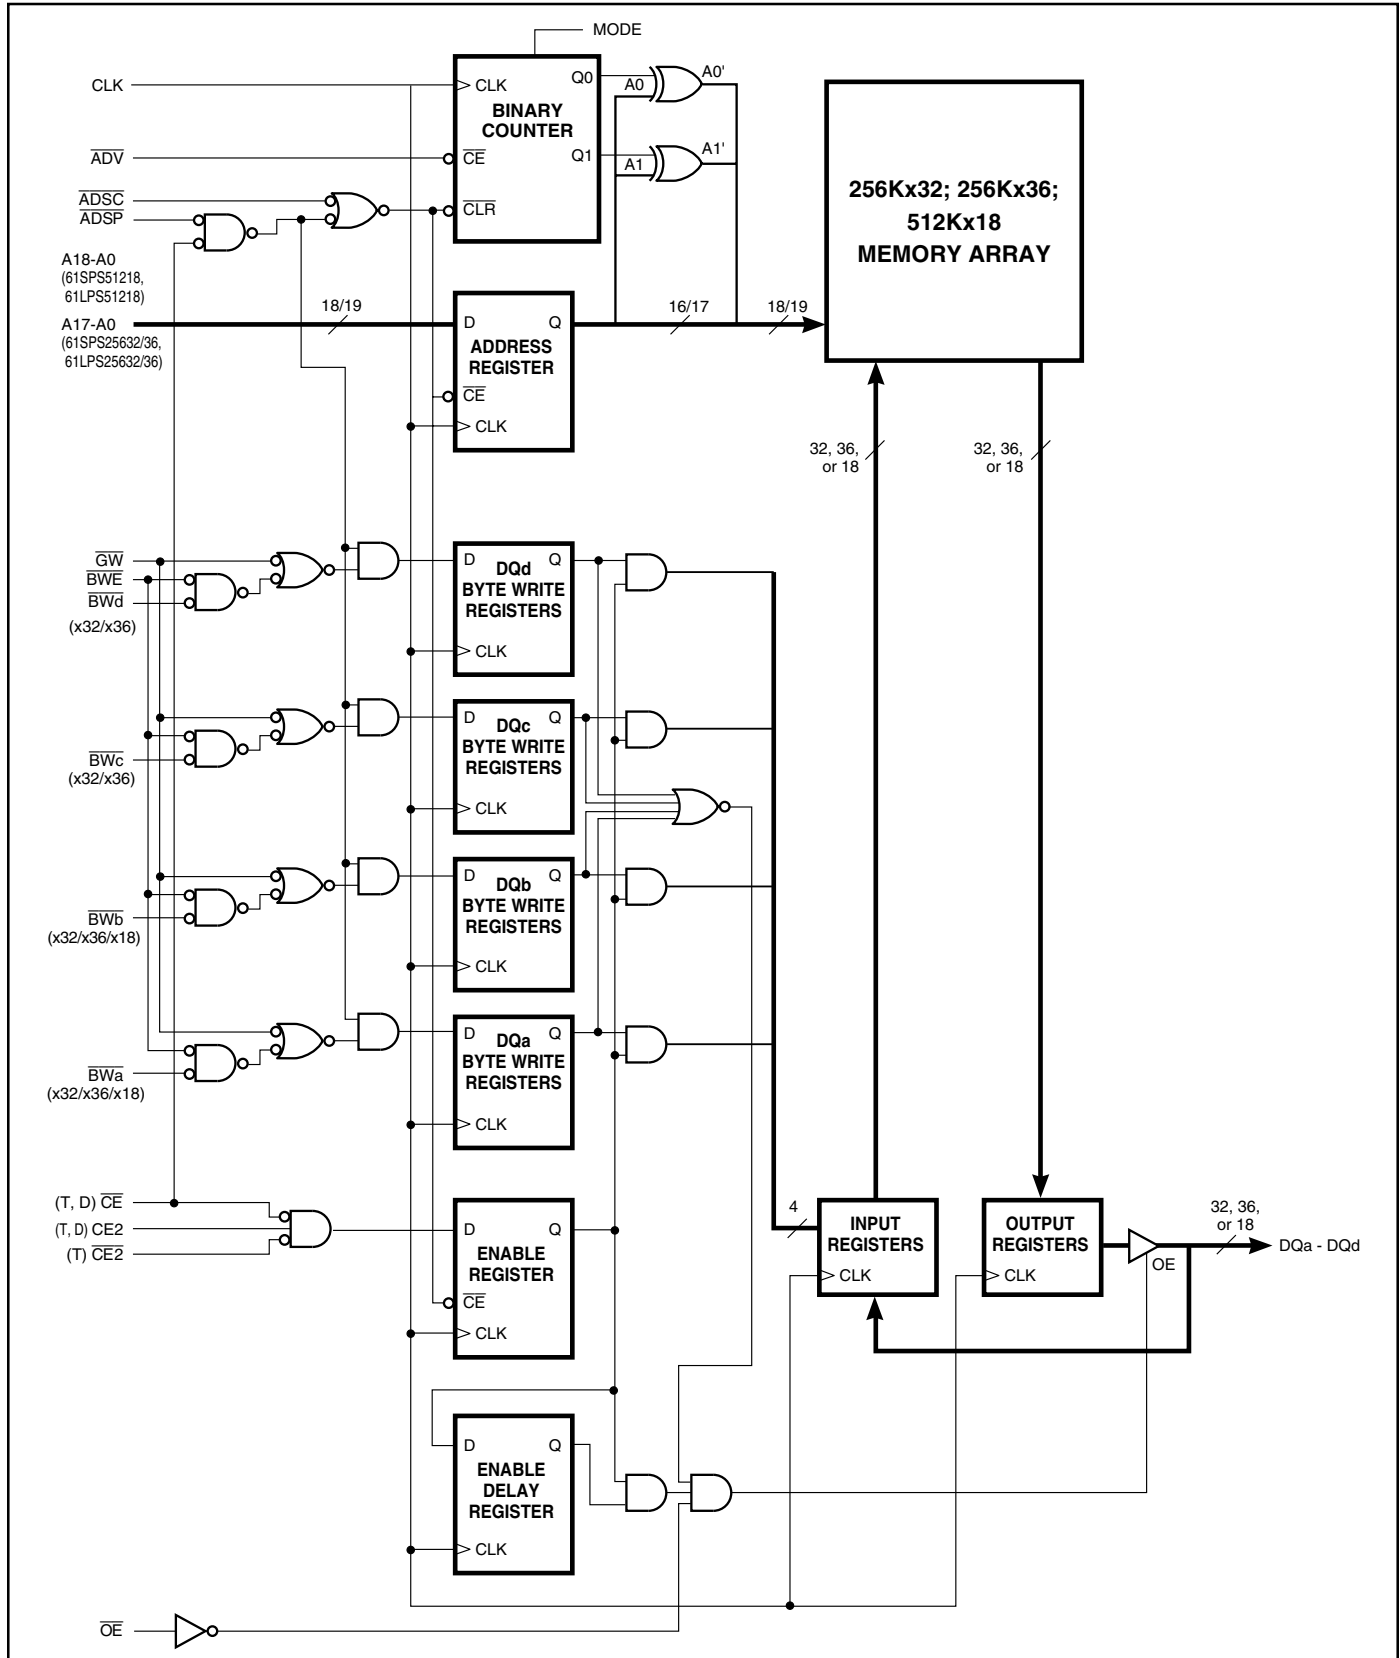 MODE
CLK
CLK
Q0
A0
A0'
BINARY
COUNTER
ADV
CE
Q1
A1
A1'
ADSC
ADSP
CLR
256Kx32; 256Kx36;
512Kx18
MEMORY ARRAY
A18-A0
(61SPS51218,
61LPS51218)
A17-A0
(61SPS25632/36,
61LPS25632/36)
18/19
D
Q
16/17
18/19
ADDRESS
REGISTER
CE
CLK
32, 36,
or 18
32, 36,
or 18
GW
BWE
BWd
(x32/x36)
D
DQd
Q
BYTE WRITE
REGISTERS
CLK
BWc
(x32/x36)
D
DQc
Q
BYTE WRITE
REGISTERS
CLK
BWb
(x32/x36/x18)
D
DQb
Q
BYTE WRITE
REGISTERS
CLK
BWa
(x32/x36/x18)
D
DQa
Q
BYTE WRITE
REGISTERS
CLK
(T, D) CE
(T, D) CE2
(T) CE2
D
Q
ENABLE
REGISTER
CE
CLK
4
INPUT
REGISTERS
CLK
OUTPUT
REGISTERS
CLK
OE
32, 36,
or 18
DQa - DQd
D
Q
ENABLE
DELAY
REGISTER
CLK
OE